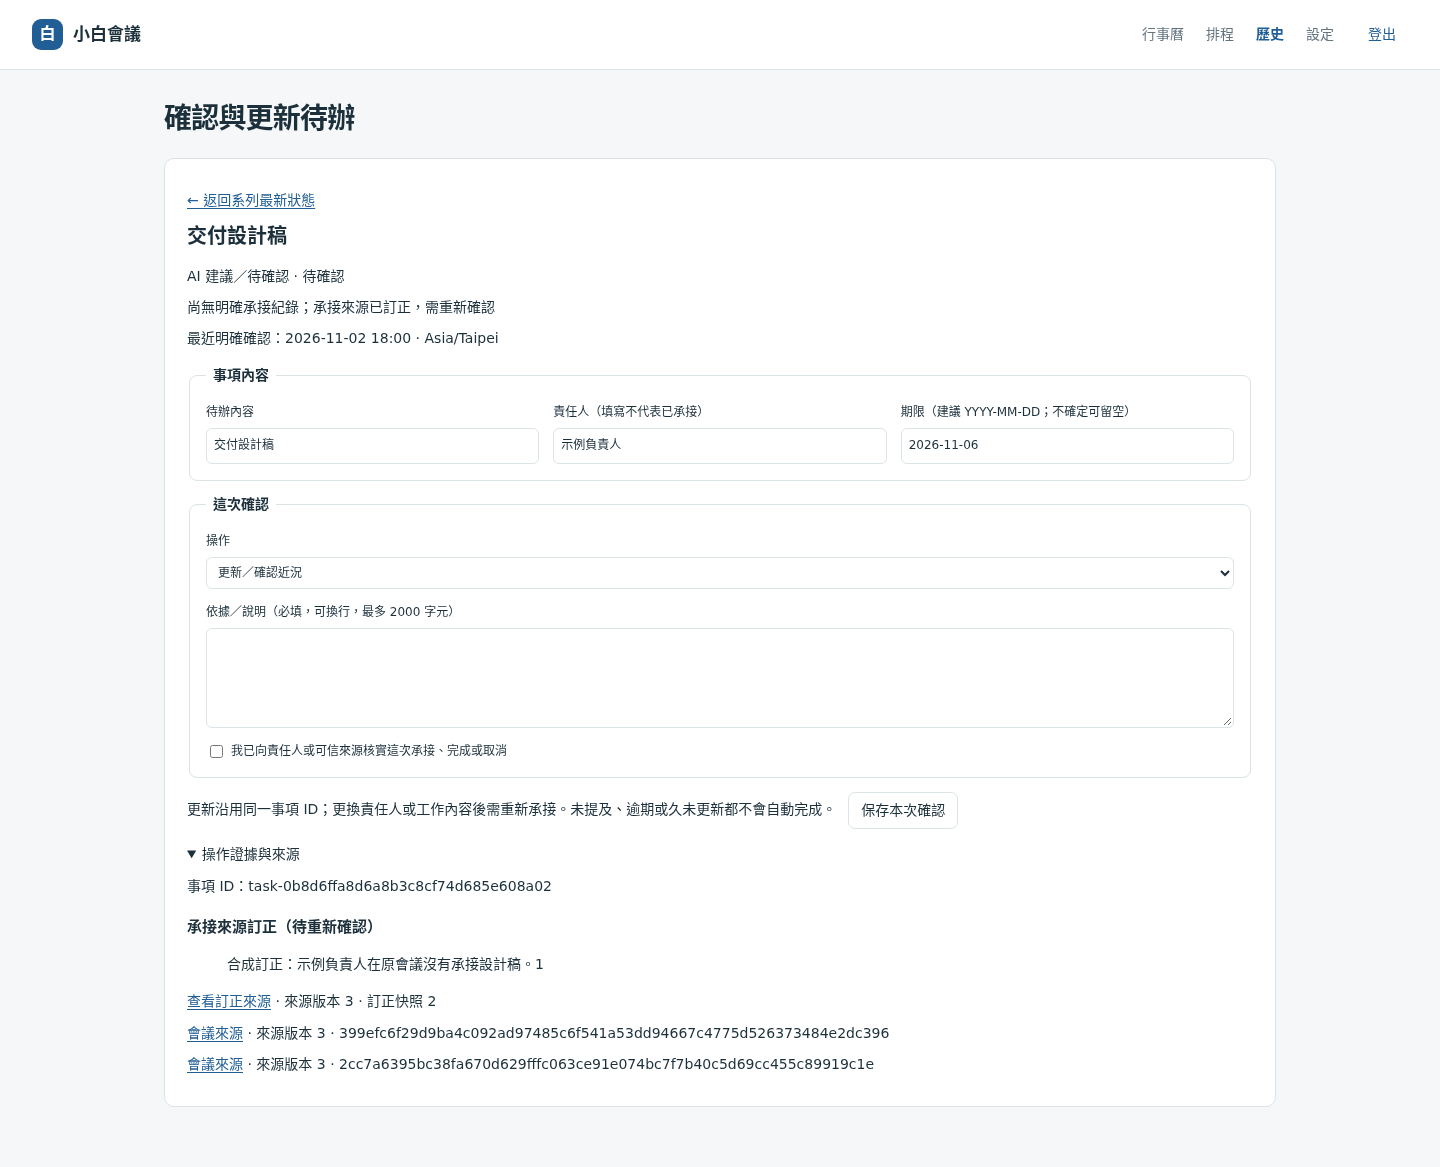 白 小白會議 行事曆 排程 歷史 設定 登出
確認與更新待辦
← 返回系列最新狀態
交付設計稿
AI 建議／待確認 · 待確認
尚無明確承接紀錄；承接來源已訂正，需重新確認
最近明確確認：2026-11-02 18:00 · Asia/Taipei
事項內容
待辦內容 責任人（填寫不代表已承接） 期限（建議 YYYY-MM-DD；不確定可留空）
交付設計稿 示例負責人 2026-11-06
這次確認
操作
更新／確認近況
依據／說明（必填，可換行，最多 2000 字元）
我已向責任人或可信來源核實這次承接、完成或取消
更新沿用同一事項 ID；更換責任人或工作內容後需重新承接。未提及、逾期或久未更新都不會自動完成。 保存本次確認
▼ 操作證據與來源
事項 ID：task-0b8d6ffa8d6a8b3c8cf74d685e608a02
承接來源訂正（待重新確認）
合成訂正：示例負責人在原會議沒有承接設計稿。1
查看訂正來源 · 來源版本 3 · 訂正快照 2
會議來源 · 來源版本 3 · 399efc6f29d9ba4c092ad97485c6f541a53dd94667c4775d526373484e2dc396
會議來源 · 來源版本 3 · 2cc7a6395bc38fa670d629fffc063ce91e074bc7f7b40c5d69cc455c89919c1e